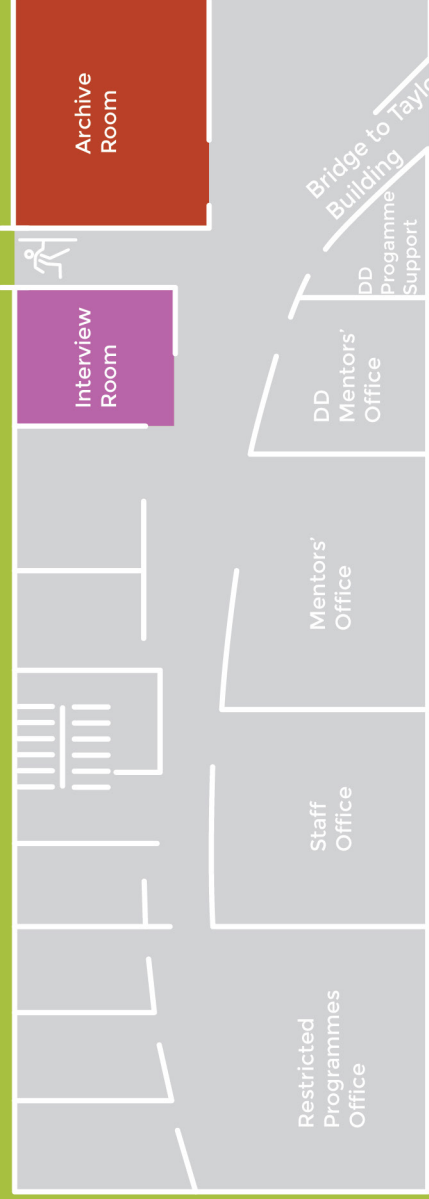 Archive
Room
Bridge to Taylo
Building
DD
Progamme
Support
Interview
Room
DD
Mentors'
Office
Mentors'
Office
Staff
Office
Restricted
Programmes
Office